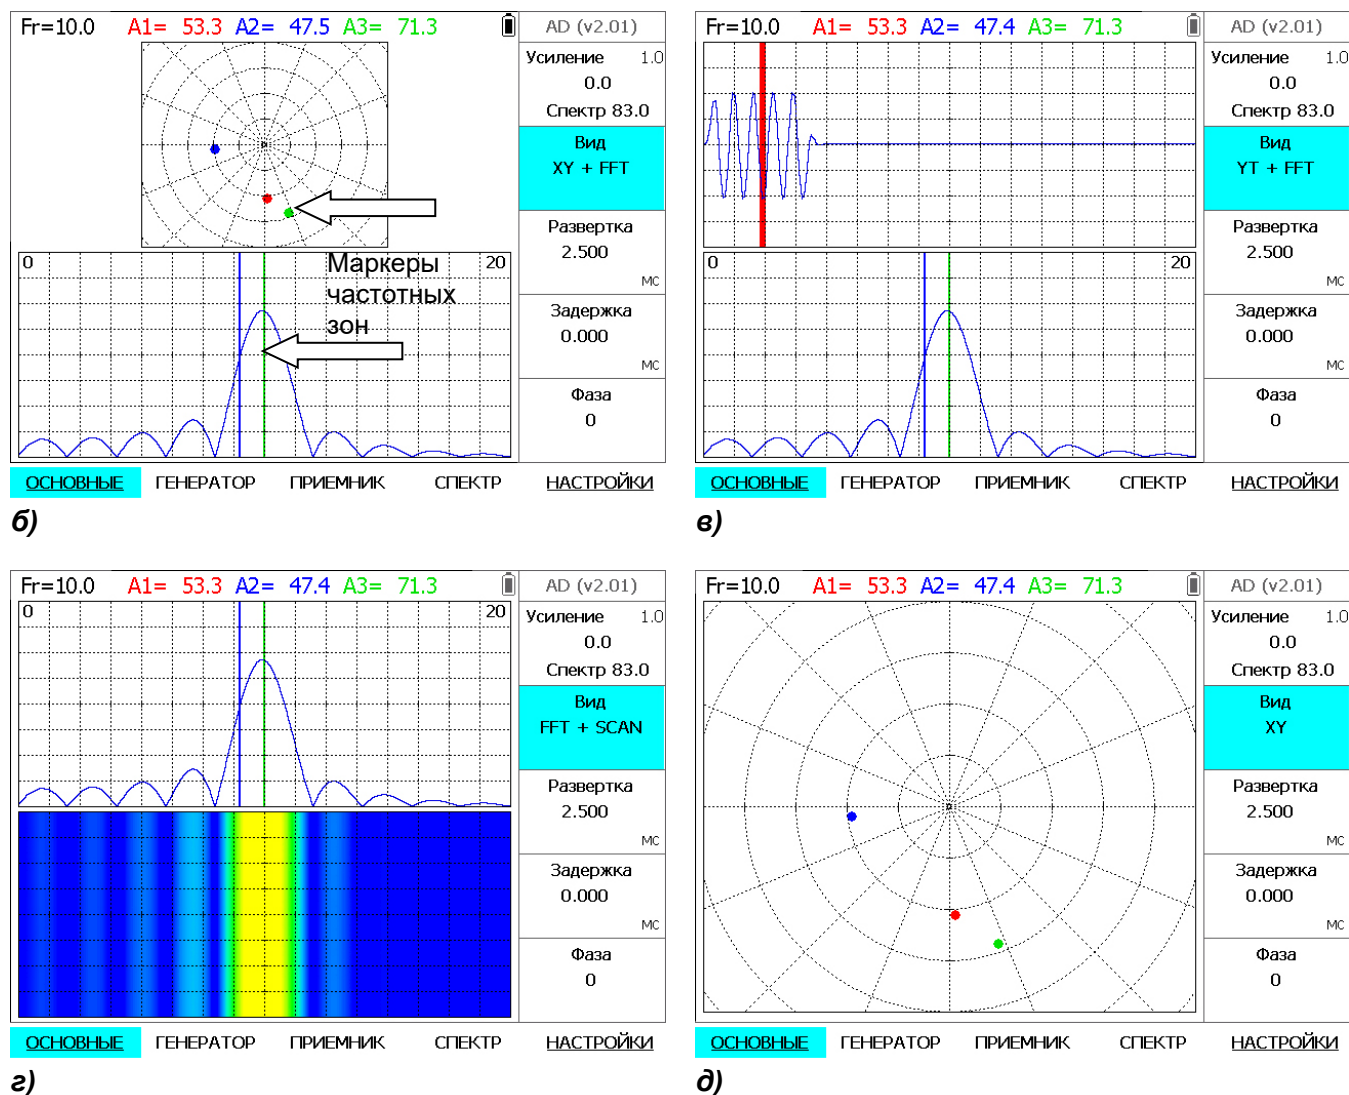 Fr=10.0 A1= 53.3 A2= 47.5 A3= 71.3
AD (v2.01)
Усиление 1.0
0.0
Спектр 83.0
Вид
XY + FFT
Развертка
2.500
мс
Задержка
0.000
мс
Фаза
0
0 20
Маркеры
частотных
зон
ОСНОВНЫЕ ГЕНЕРАТОР ПРИЕМНИК СПЕКТР НАСТРОЙКИ
б)
Fr=10.0 A1= 53.3 A2= 47.4 A3= 71.3
AD (v2.01)
Усиление 1.0
0.0
Спектр 83.0
Вид
YT + FFT
Развертка
2.500
мс
Задержка
0.000
мс
Фаза
0
0 20
ОСНОВНЫЕ ГЕНЕРАТОР ПРИЕМНИК СПЕКТР НАСТРОЙКИ
в)
Fr=10.0 A1= 53.3 A2= 47.4 A3= 71.3
AD (v2.01)
0 20
Усиление 1.0
0.0
Спектр 83.0
Вид
FFT + SCAN
Развертка
2.500
мс
Задержка
0.000
мс
Фаза
0
ОСНОВНЫЕ ГЕНЕРАТОР ПРИЕМНИК СПЕКТР НАСТРОЙКИ
г)
Fr=10.0 A1= 53.3 A2= 47.4 A3= 71.3
AD (v2.01)
Усиление 1.0
0.0
Спектр 83.0
Вид
XY
Развертка
2.500
мс
Задержка
0.000
мс
Фаза
0
ОСНОВНЫЕ ГЕНЕРАТОР ПРИЕМНИК СПЕКТР НАСТРОЙКИ
д)